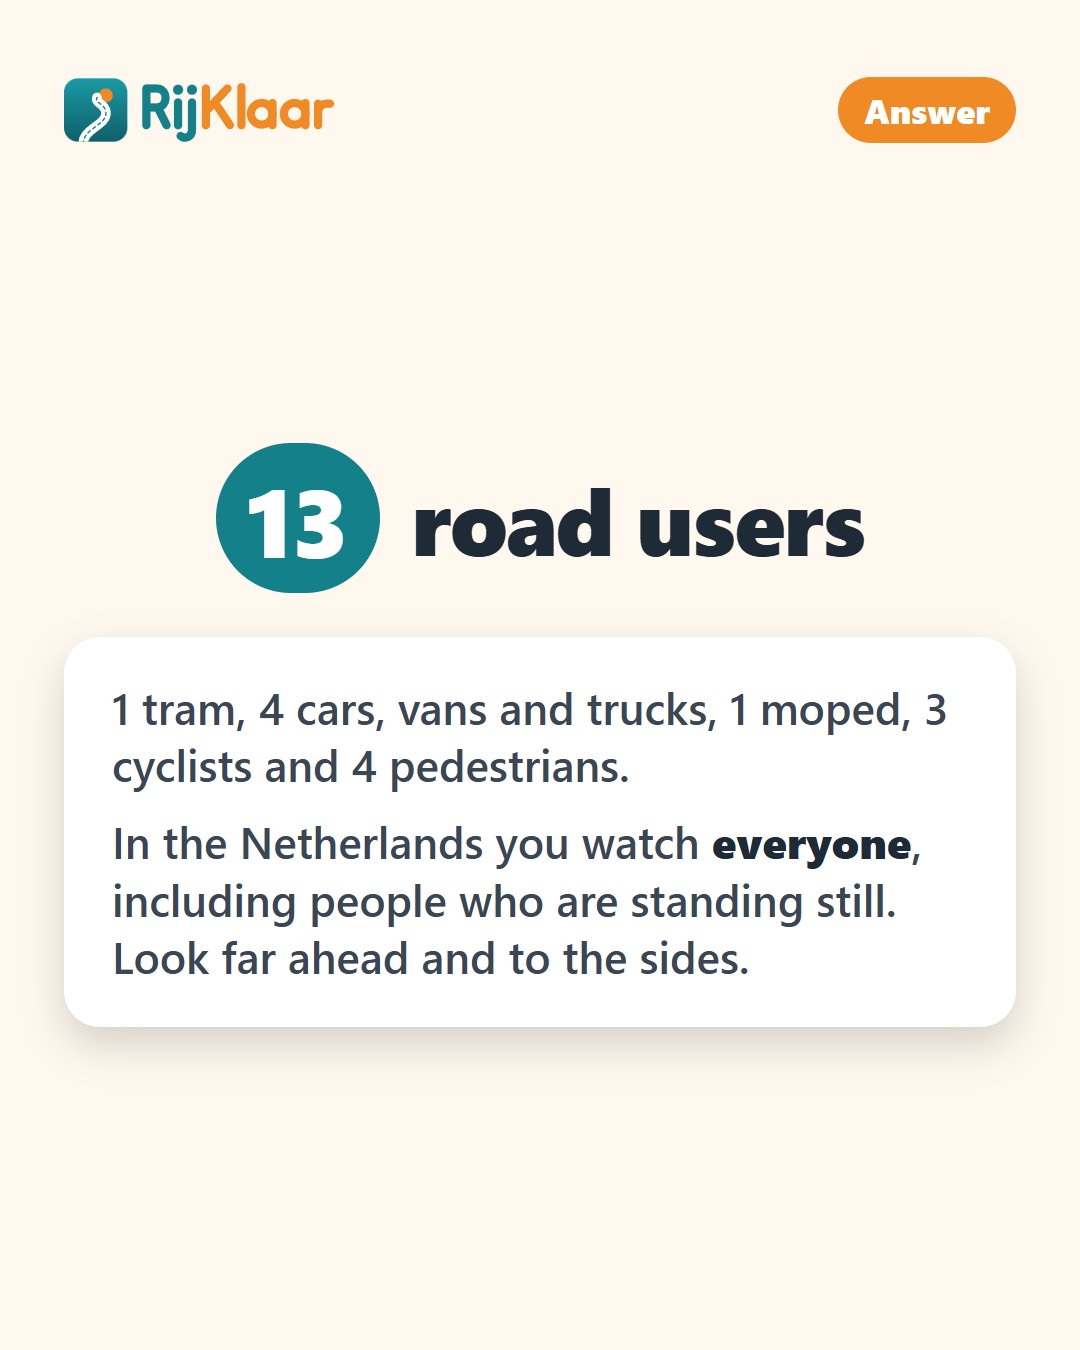 RijKlaar
Answer
13 road users
1 tram, 4 cars, vans and trucks, 1 moped, 3
cyclists and 4 pedestrians.
In the Netherlands you watch everyone,
including people who are standing still.
Look far ahead and to the sides.